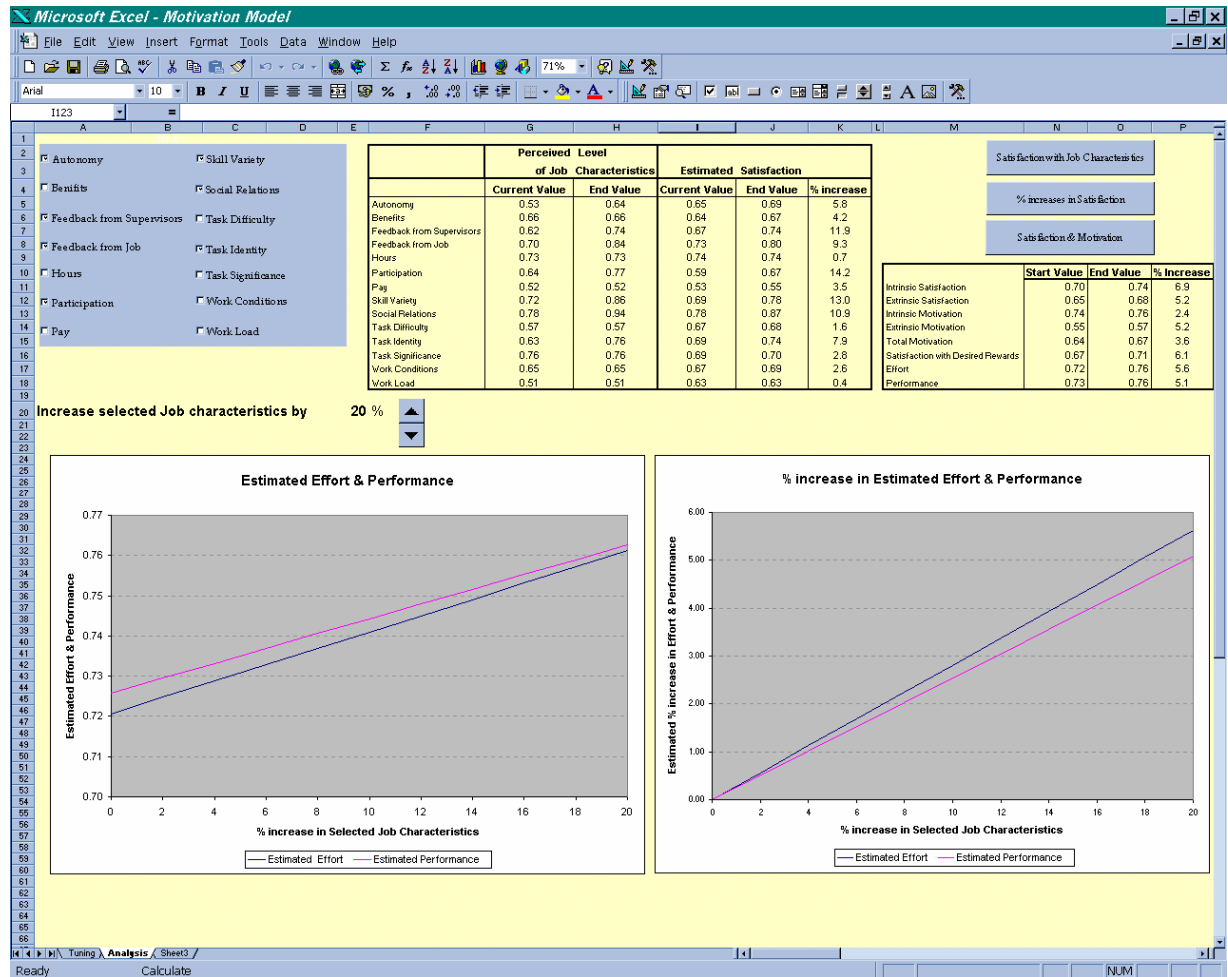 Microsoft Excel - Motivation Model
File Edit View Insert Format Tools Data Window Help
71%
Arial 10 B I U
I123 =
A B C D E F G H I J K L M N O P
Autonomy Skill Variety
Benifits Social Relations
Feedback from Supervisors Task Difficulty
Feedback from Job Task Identity
Hours Task Significance
Participation Work Conditions
Pay Work Load
Perceived Level
of Job Characteristics Estimated Satisfaction
Current Value End Value Current Value End Value % increase
Autonomy 0.53 0.64 0.65 0.69 5.8
Benefits 0.66 0.66 0.64 0.67 4.2
Feedback from Supervisors 0.62 0.74 0.67 0.74 11.9
Feedback from Job 0.70 0.84 0.73 0.80 9.3
Hours 0.73 0.73 0.74 0.74 0.7
Participation 0.64 0.77 0.59 0.67 14.2
Pay 0.52 0.52 0.53 0.55 3.5
Skill Variety 0.72 0.86 0.69 0.78 13.0
Social Relations 0.78 0.94 0.78 0.87 10.9
Task Difficulty 0.57 0.57 0.67 0.68 1.6
Task Identity 0.63 0.76 0.69 0.74 7.9
Task Significance 0.76 0.76 0.69 0.70 2.8
Work Conditions 0.65 0.65 0.67 0.69 2.6
Work Load 0.51 0.51 0.63 0.63 0.4
Satisfaction with Job Characteristics
% increases in Satisfaction
Satisfaction & Motivation
Start Value End Value % Increase
Intrinsic Satisfaction 0.70 0.74 6.9
Extrinsic Satisfaction 0.65 0.68 5.2
Intrinsic Motivation 0.74 0.76 2.4
Extrinsic Motivation 0.55 0.57 5.2
Total Motivation 0.64 0.67 3.6
Satisfaction with Desired Rewards 0.67 0.71 6.1
Effort 0.72 0.76 5.6
Performance 0.73 0.76 5.1
Increase selected Job characteristics by 20 %
Estimated Effort & Performance
Estimated Effort & Performance
0.77
0.76
0.75
0.74
0.73
0.72
0.71
0.70
0 2 4 6 8 10 12 14 16 18 20
% increase in Selected Job Characteristics
Estimated Effort Estimated Performance
% increase in Estimated Effort & Performance
Estimated % increase in Effort & Performance
6.00
5.00
4.00
3.00
2.00
1.00
0.00
0 2 4 6 8 10 12 14 16 18 20
% increase in Selected Job Characteristics
Estimated Effort Estimated Performance
Tuning Analysis Sheet3
Ready Calculate NUM